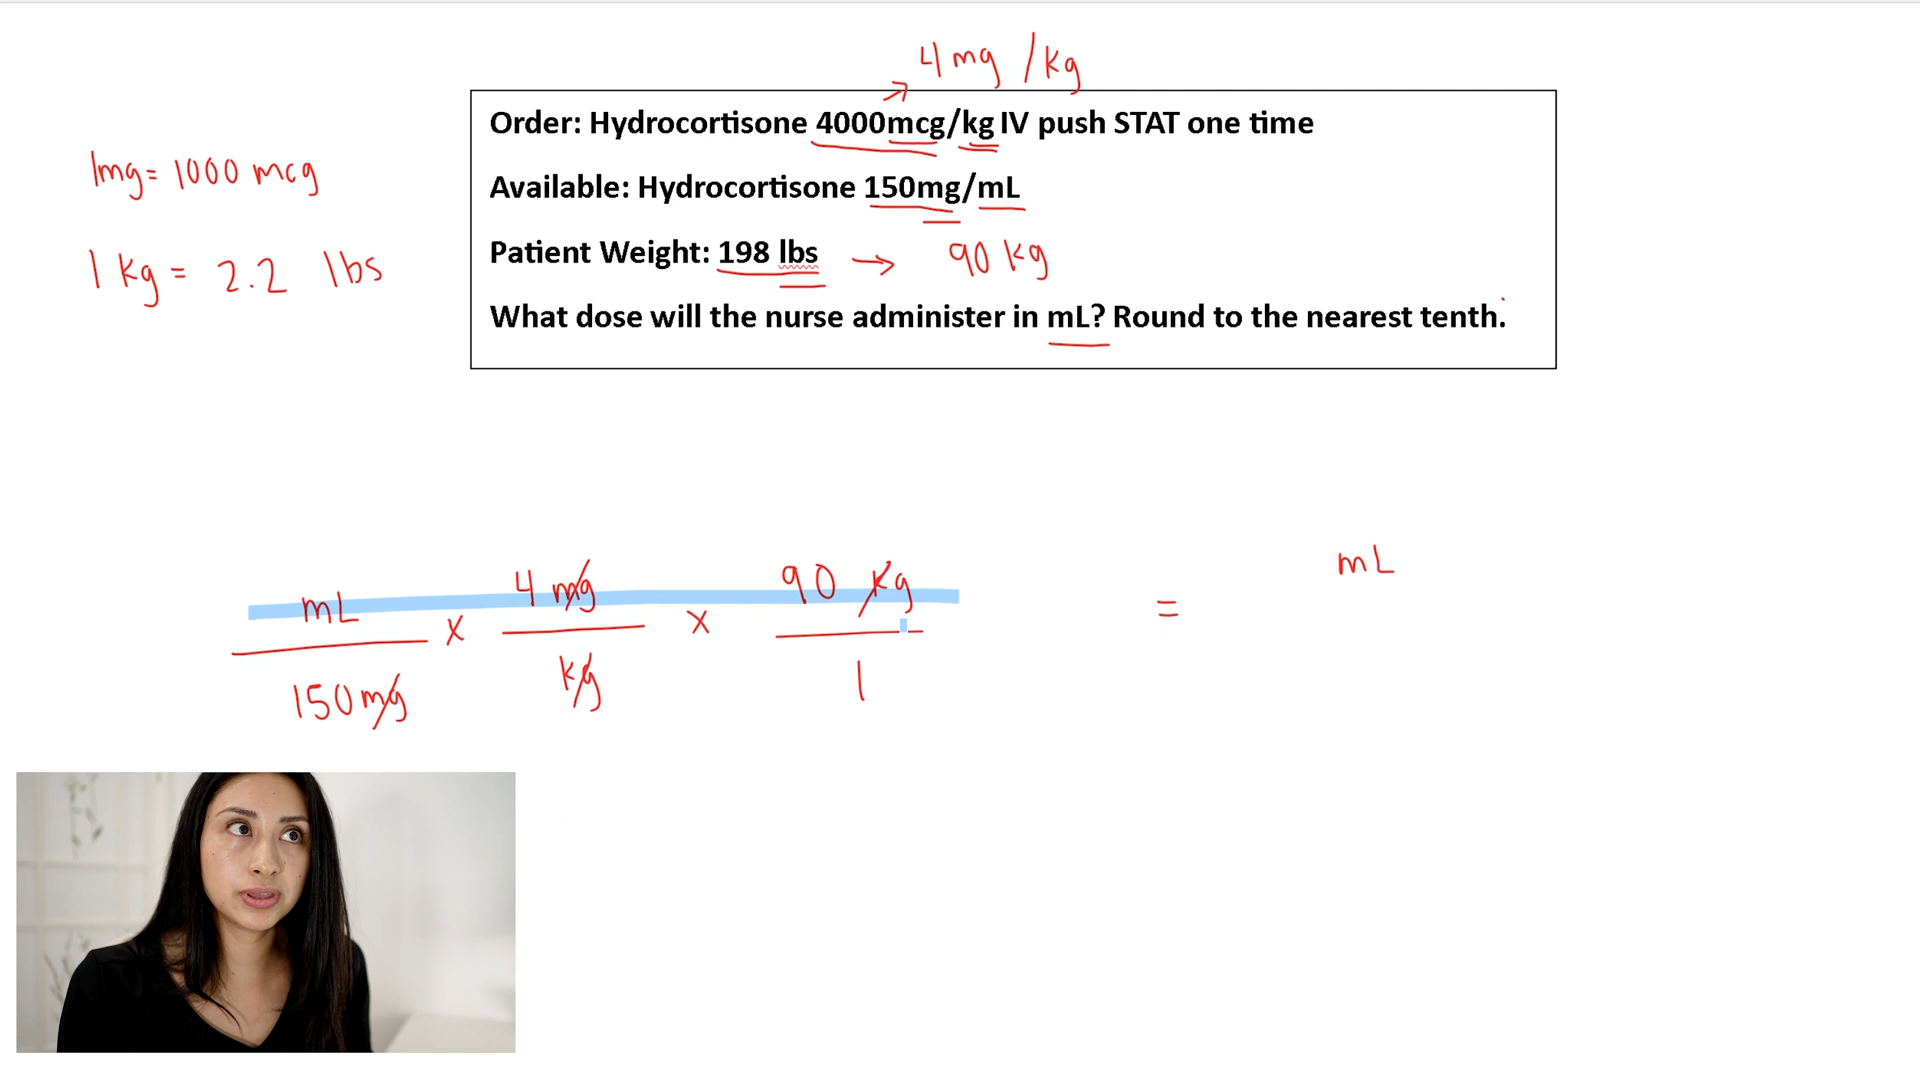 4 mg /kg
Order: Hydrocortisone 4000mcg/kg IV push STAT one time
1mg = 1000 mcg
Available: Hydrocortisone 150mg/mL
1 kg = 2.2 lbs
Patient Weight: 198 lbs → 90 kg
What dose will the nurse administer in mL? Round to the nearest tenth.
mL x 4 mg x 90 kg = mL
150mg kg 1